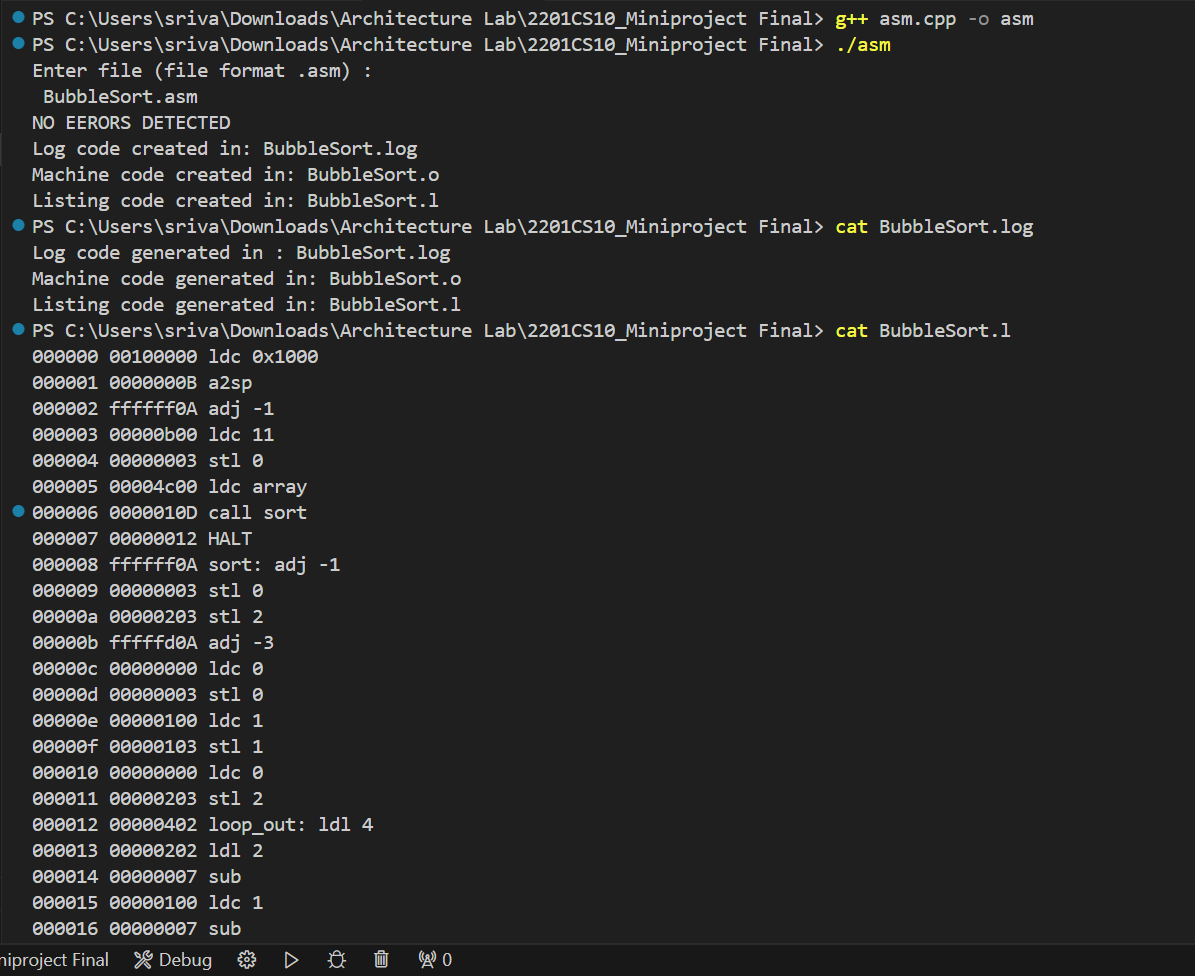 PS C:\Users\sriva\Downloads\Architecture Lab\2201CS10_Miniproject Final> g++ asm.cpp -o asm
PS C:\Users\sriva\Downloads\Architecture Lab\2201CS10_Miniproject Final> ./asm
Enter file (file format .asm) :
 BubbleSort.asm
NO EERORS DETECTED
Log code created in: BubbleSort.log
Machine code created in: BubbleSort.o
Listing code created in: BubbleSort.l
PS C:\Users\sriva\Downloads\Architecture Lab\2201CS10_Miniproject Final> cat BubbleSort.log
Log code generated in : BubbleSort.log
Machine code generated in: BubbleSort.o
Listing code generated in: BubbleSort.l
PS C:\Users\sriva\Downloads\Architecture Lab\2201CS10_Miniproject Final> cat BubbleSort.l
000000 00100000 ldc 0x1000
000001 0000000B a2sp
000002 ffffff0A adj -1
000003 00000b00 ldc 11
000004 00000003 stl 0
000005 00004c00 ldc array
000006 0000010D call sort
000007 00000012 HALT
000008 ffffff0A sort: adj -1
000009 00000003 stl 0
00000a 00000203 stl 2
00000b fffffd0A adj -3
00000c 00000000 ldc 0
00000d 00000003 stl 0
00000e 00000100 ldc 1
00000f 00000103 stl 1
000010 00000000 ldc 0
000011 00000203 stl 2
000012 00000402 loop_out: ldl 4
000013 00000202 ldl 2
000014 00000007 sub
000015 00000100 ldc 1
000016 00000007 sub
niproject Final Debug 0